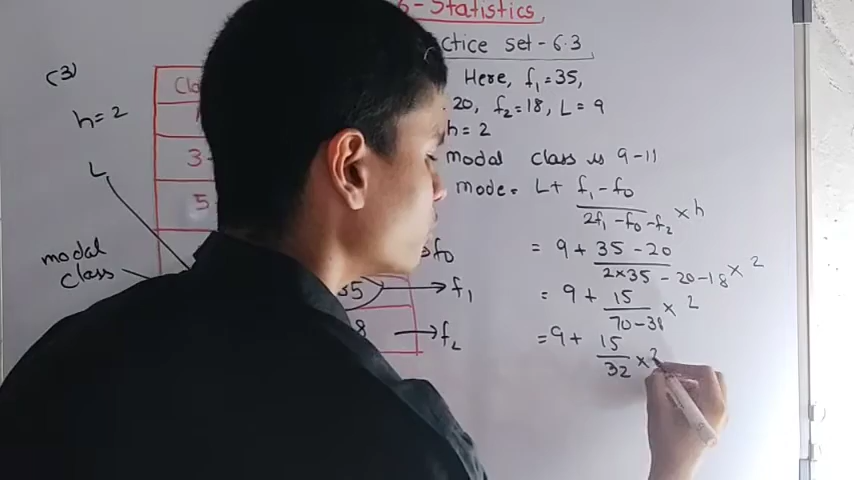 6-Statistics
ctice set-6.3
(3)
h=2
L
modal
class
Cla
3-
5
35
8
f₀
f₁
f₂
Here, f₁=35,
20, f₂=18, L=9
h=2
modal class is 9-11
mode = L+ f₁-f₀ / 2f₁-f₀-f₂ × h
= 9+ 35-20 / 2×35-20-18 × 2
= 9+ 15 / 70-38 × 2
= 9+ 15 / 32 ×2